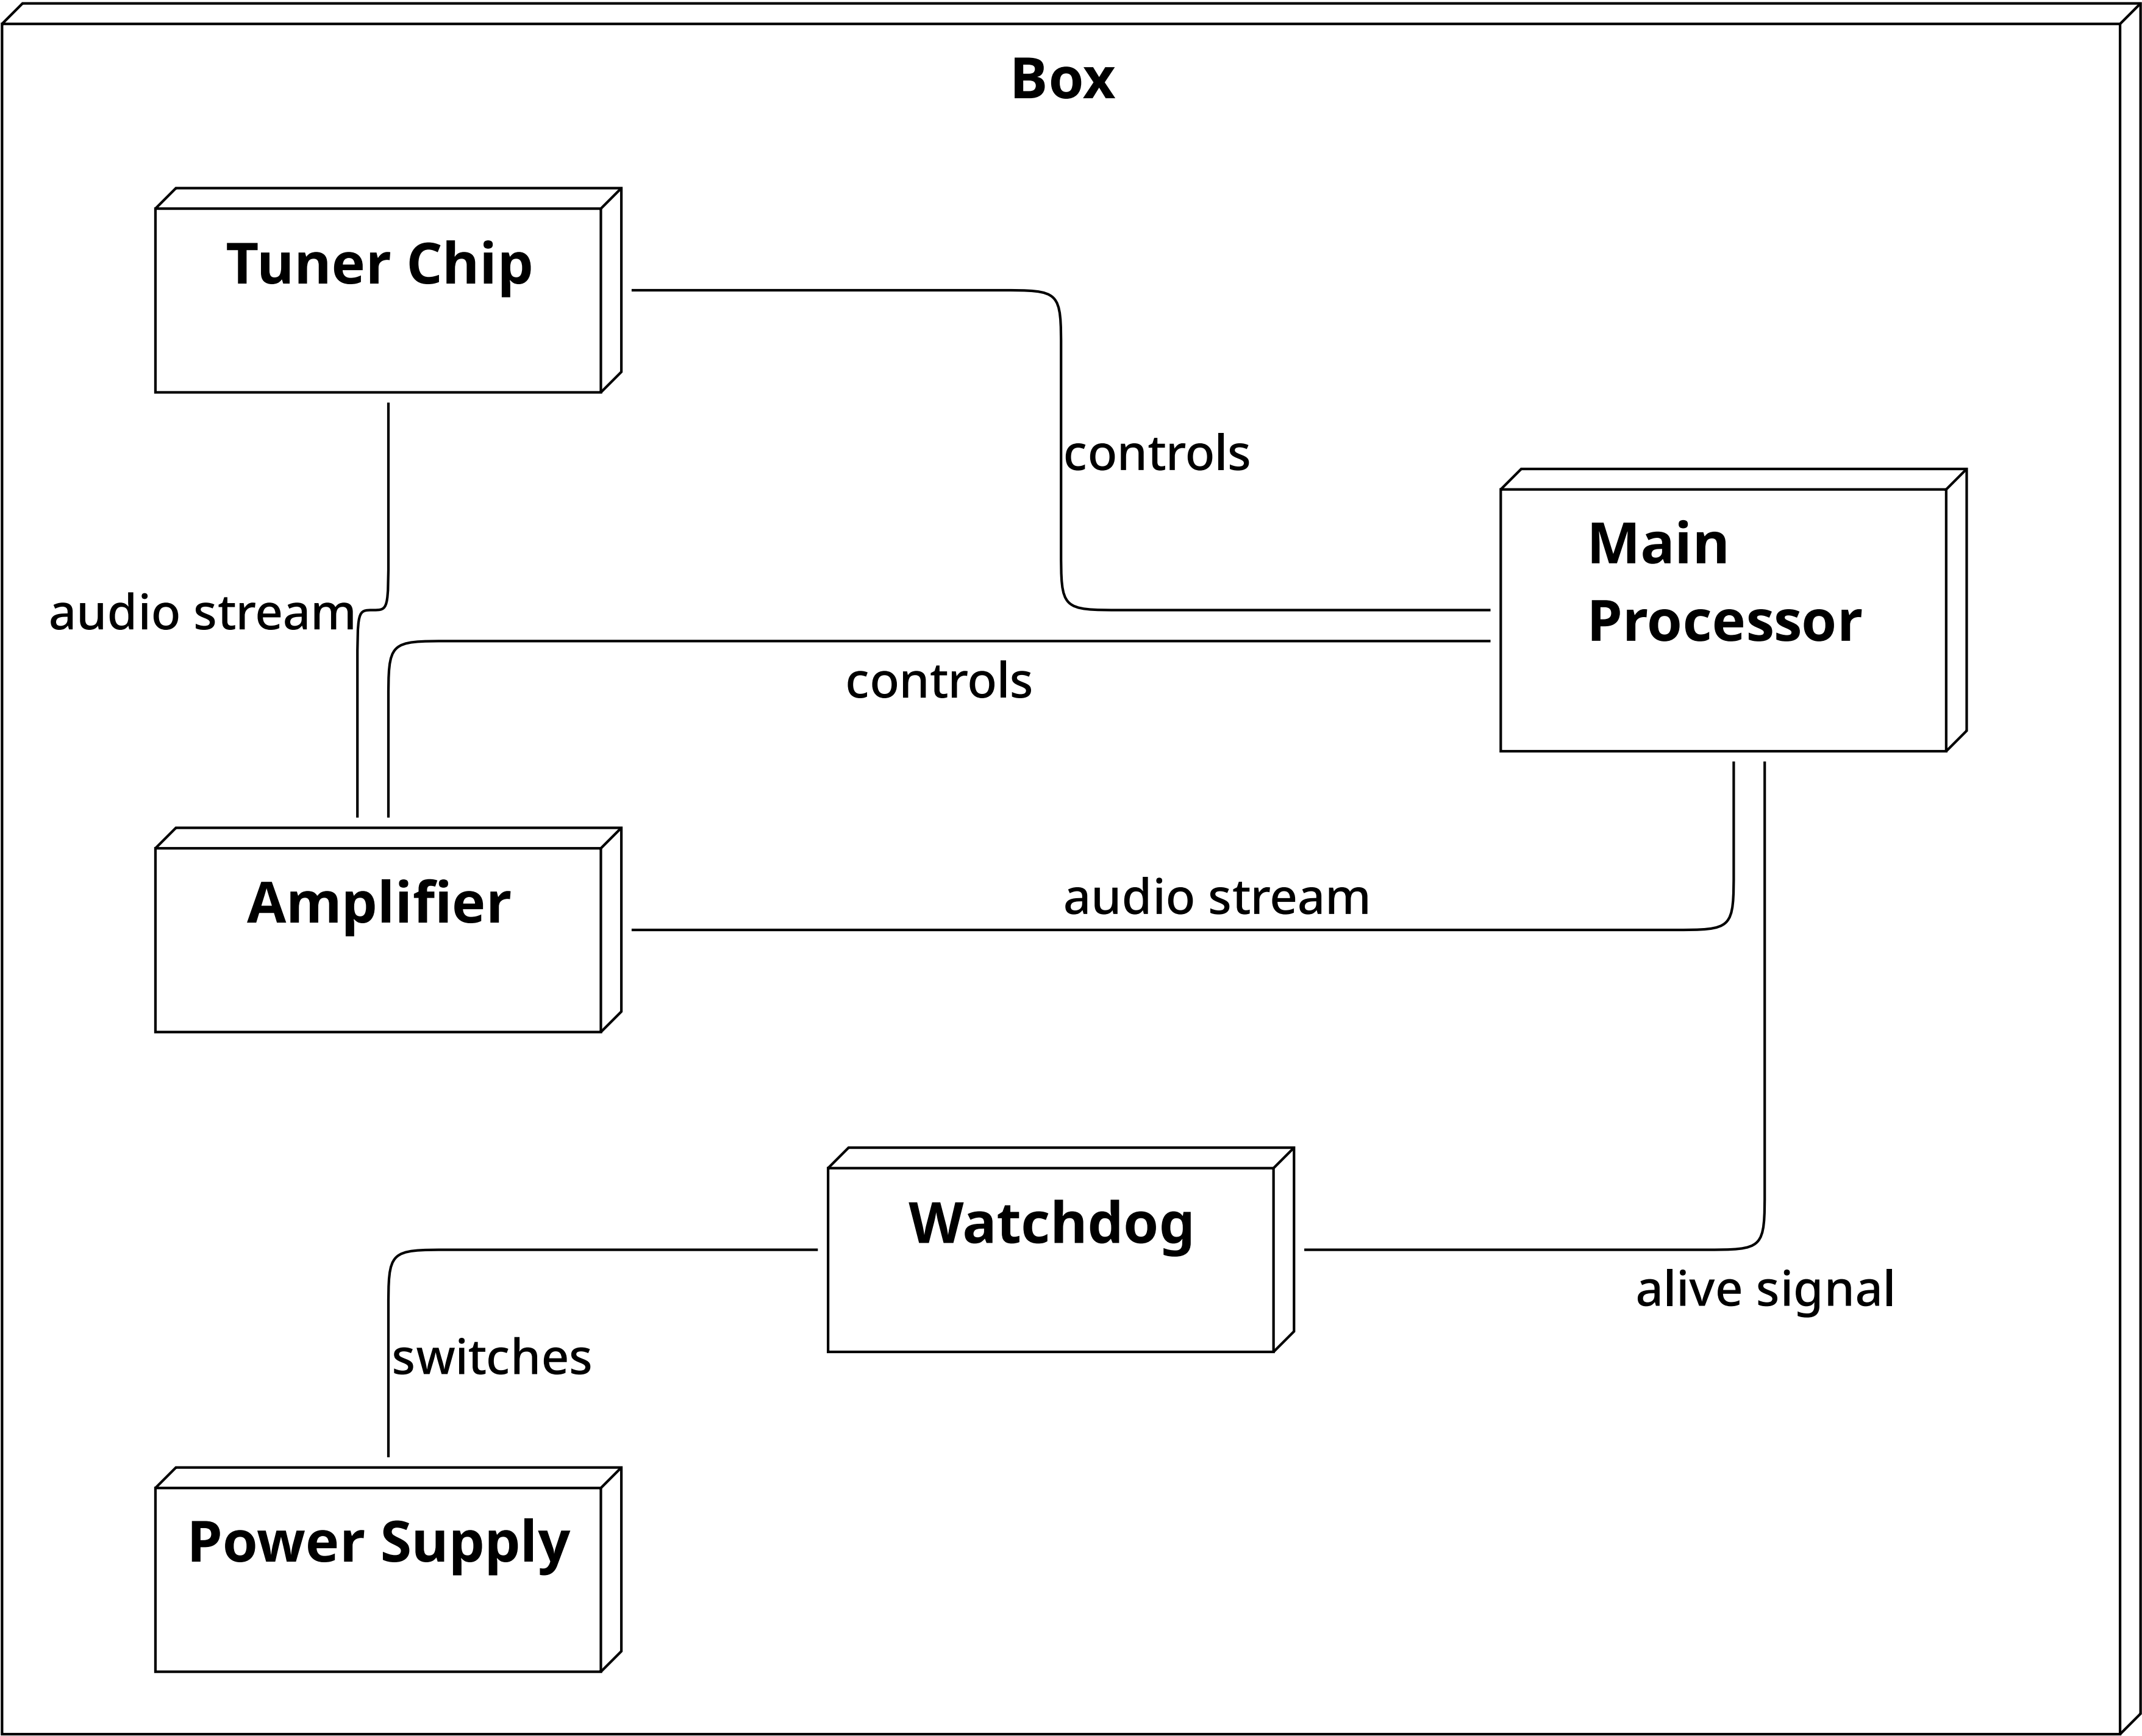 Box
Tuner Chip
controls
Main
Processor
audio stream
controls
Amplifier
audio stream
Watchdog
alive signal
switches
Power Supply